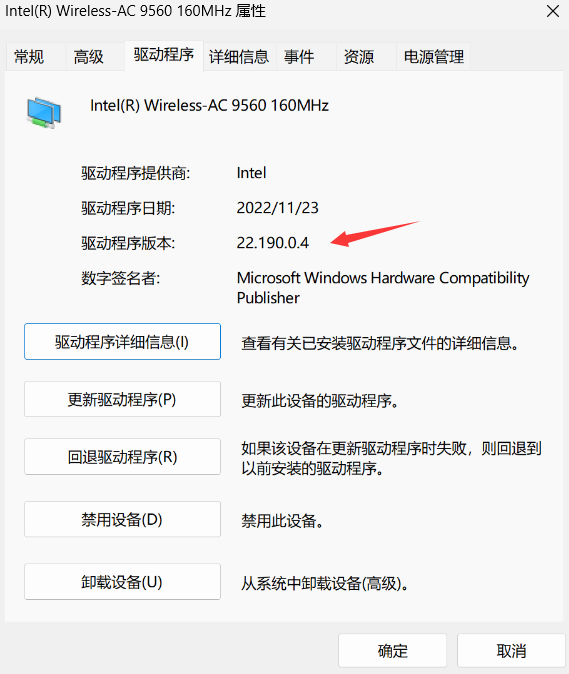 Intel(R) Wireless-AC 9560 160MHz 属性
常规 高级 驱动程序 详细信息 事件 资源 电源管理
Intel(R) Wireless-AC 9560 160MHz
驱动程序提供商: Intel
驱动程序日期: 2022/11/23
驱动程序版本: 22.190.0.4
数字签名者: Microsoft Windows Hardware Compatibility
Publisher
驱动程序详细信息(I) 查看有关已安装驱动程序文件的详细信息。
更新驱动程序(P) 更新此设备的驱动程序。
回退驱动程序(R) 如果该设备在更新驱动程序时失败，则回退到
以前安装的驱动程序。
禁用设备(D) 禁用此设备。
卸载设备(U) 从系统中卸载设备(高级)。
确定 取消